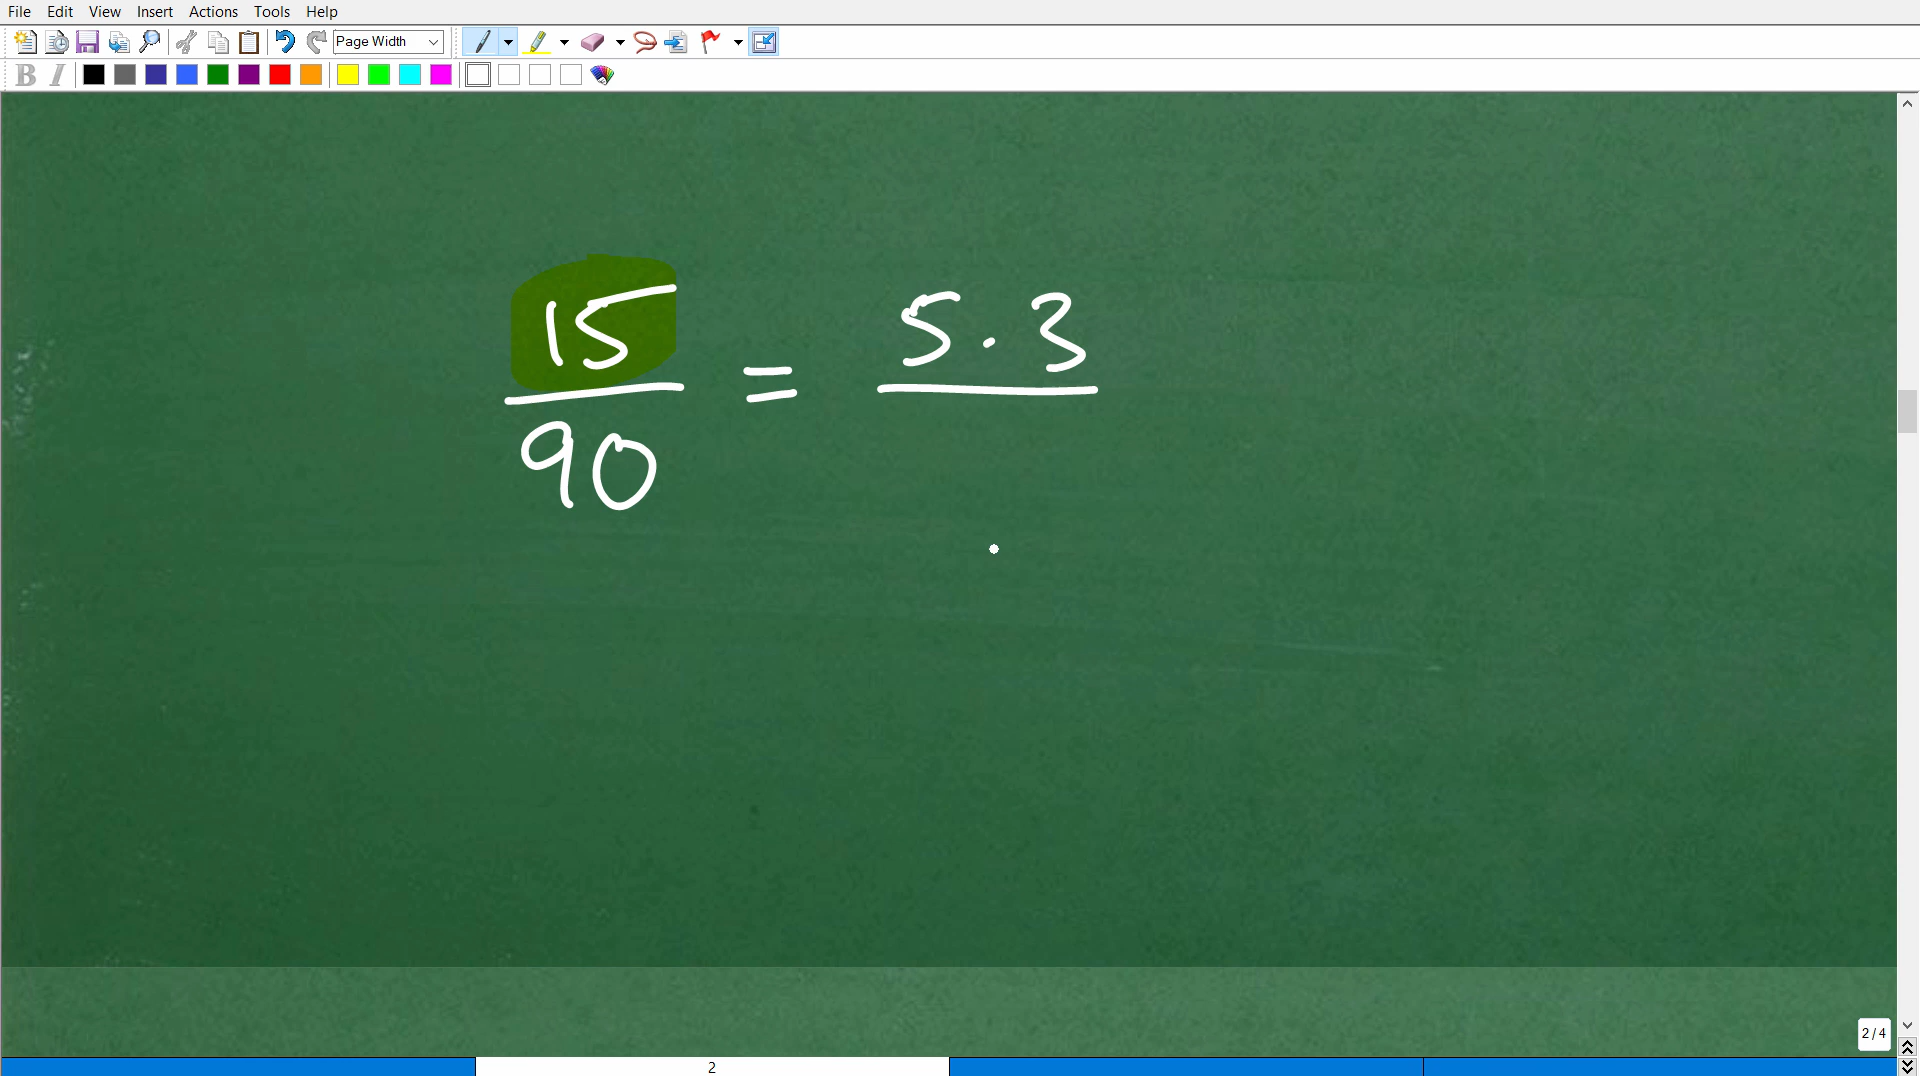 File Edit View Insert Actions Tools Help
Page Width
B I
15 / 90 = 5 · 3
2 / 4
2